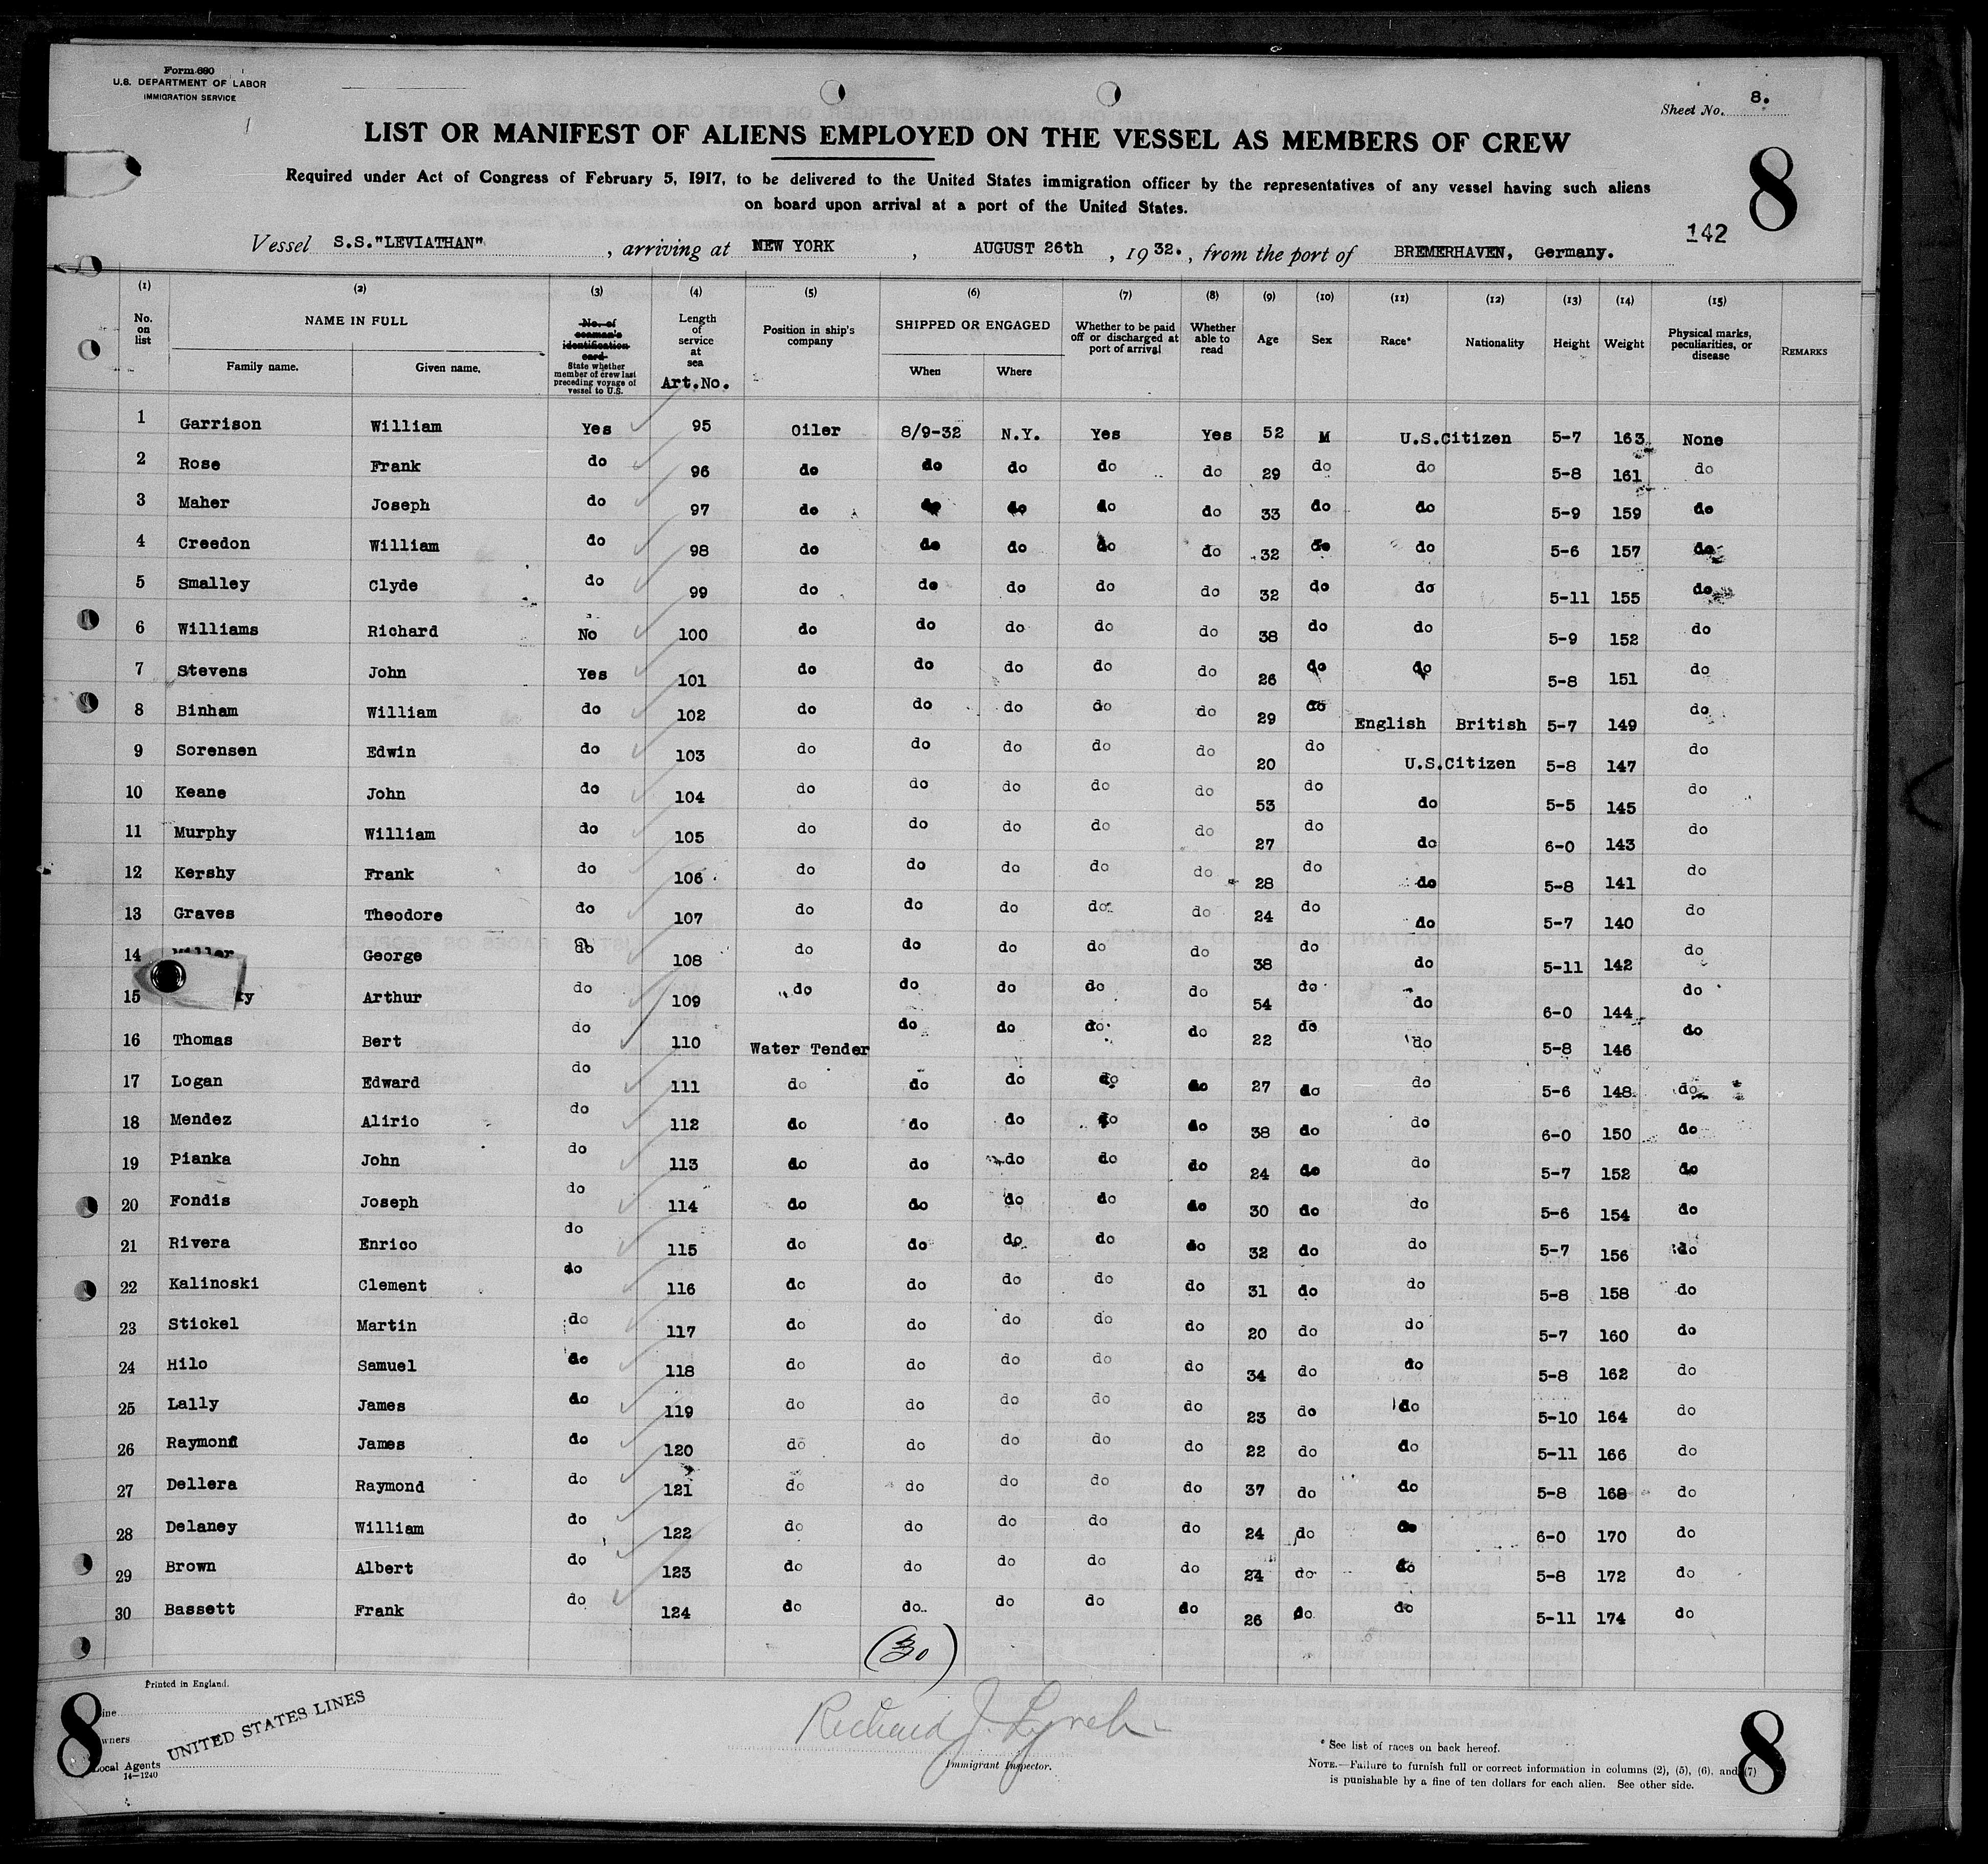 Form 690
U.S. DEPARTMENT OF LABOR
IMMIGRATION SERVICE
Sheet No. 8.
LIST OR MANIFEST OF ALIENS EMPLOYED ON THE VESSEL AS MEMBERS OF CREW
8
Required under Act of Congress of February 5, 1917, to be delivered to the United States immigration officer by the representatives of any vessel having such aliens
on board upon arrival at a port of the United States.
142
Vessel S.S."LEVIATHAN", arriving at NEW YORK, AUGUST 26th, 1932., from the port of BREMERHAVEN, Germany.
(1) (2) (3) (4) (5) (6) (7) (8) (9) (10) (11) (12) (13) (14) (15)
No. on list
NAME IN FULL
Family name. Given name.
No. of seaman's identification card
State whether member of crew last preceding voyage of vessel to U.S.
Length of service at sea
Art.No.
Position in ship's company
SHIPPED OR ENGAGED
When Where
Whether to be paid off or discharged at port of arrival
Whether able to read
Age Sex Race* Nationality Height Weight
Physical marks, peculiarities, or disease
REMARKS
1 Garrison William Yes 95 Oiler 8/9-32 N.Y. Yes Yes 52 M U.S.Citizen 5-7 163 None
2 Rose Frank do 96 do do do do do 29 do do 5-8 161 do
3 Maher Joseph do 97 do do do do do 33 do do 5-9 159 do
4 Creedon William do 98 do do do do do 32 do do 5-6 157 do
5 Smalley Clyde do 99 do do do do do 32 do do 5-11 155 do
6 Williams Richard No 100 do do do do do 38 do do 5-9 152 do
7 Stevens John Yes 101 do do do do do 26 do do 5-8 151 do
8 Binham William do 102 do do do do do 29 do English British 5-7 149 do
9 Sorensen Edwin do 103 do do do do do 20 do U.S.Citizen 5-8 147 do
10 Keane John do 104 do do do do do 53 do do 5-5 145 do
11 Murphy William do 105 do do do do do 27 do do 6-0 143 do
12 Kershy Frank do 106 do do do do do 28 do do 5-8 141 do
13 Graves Theodore do 107 do do do do do 24 do do 5-7 140 do
14 George do 108 do do do do do 38 do do 5-11 142 do
15 Arthur do 109 do do do do do 54 do do 6-0 144 do
16 Thomas Bert do 110 Water Tender do do do do 22 do do 5-8 146 do
17 Logan Edward do 111 do do do do do 27 do do 5-6 148 do
18 Mendez Alirio do 112 do do do do do 38 do do 6-0 150 do
19 Pianka John do 113 do do do do do 24 do do 5-7 152 do
20 Fondis Joseph do 114 do do do do do 30 do do 5-6 154 do
21 Rivera Enrico do 115 do do do do do 32 do do 5-7 156 do
22 Kalinoski Clement do 116 do do do do do 31 do do 5-8 158 do
23 Stickel Martin do 117 do do do do do 20 do do 5-7 160 do
24 Hilo Samuel do 118 do do do do do 34 do do 5-8 162 do
25 Lally James do 119 do do do do do 23 do do 5-10 164 do
26 Raymond James do 120 do do do do do 22 do do 5-11 166 do
27 Dellera Raymond do 121 do do do do do 37 do do 5-8 168 do
28 Delaney William do 122 do do do do do 24 do do 6-0 170 do
29 Brown Albert do 123 do do do do do 24 do do 5-8 172 do
30 Bassett Frank do 124 do do.. do do do 26 do do 5-11 174 do
(30)
Printed in England.
8
UNITED STATES LINES
Local Agents
14-1240
Richard J. Lynch
Immigrant Inspector.
* See list of races on back hereof.
NOTE.—Failure to furnish full or correct information in columns (2), (5), (6), and (7)
is punishable by a fine of ten dollars for each alien. See other side.
8